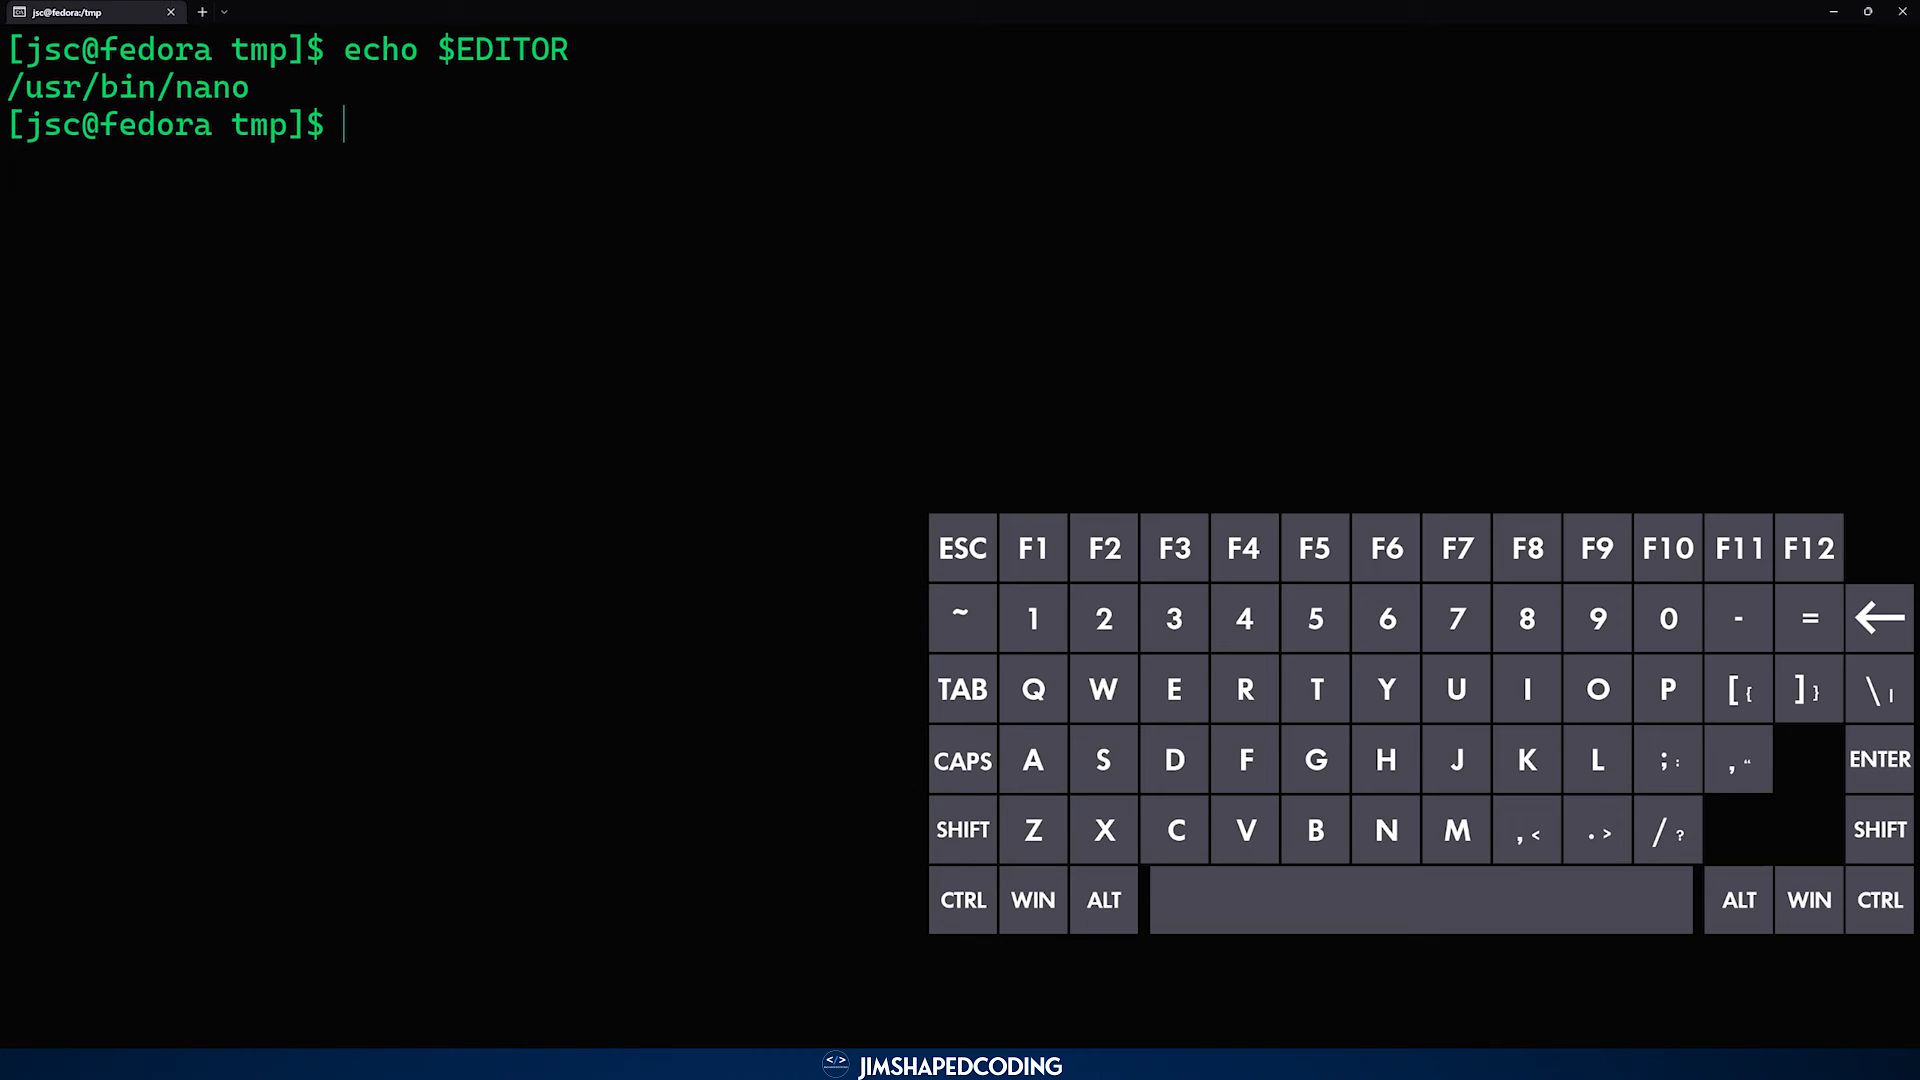 jsc@fedora:/tmp
[jsc@fedora tmp]$ echo $EDITOR
/usr/bin/nano
[jsc@fedora tmp]$
ESC F1 F2 F3 F4 F5 F6 F7 F8 F9 F10 F11 F12
~ 1 2 3 4 5 6 7 8 9 0 - = ←
TAB Q W E R T Y U I O P [ { ] } \ |
CAPS A S D F G H J K L ; : , “ ENTER
SHIFT Z X C V B N M , < . > / ? SHIFT
CTRL WIN ALT ALT WIN CTRL
</> JIMSHAPEDCODING